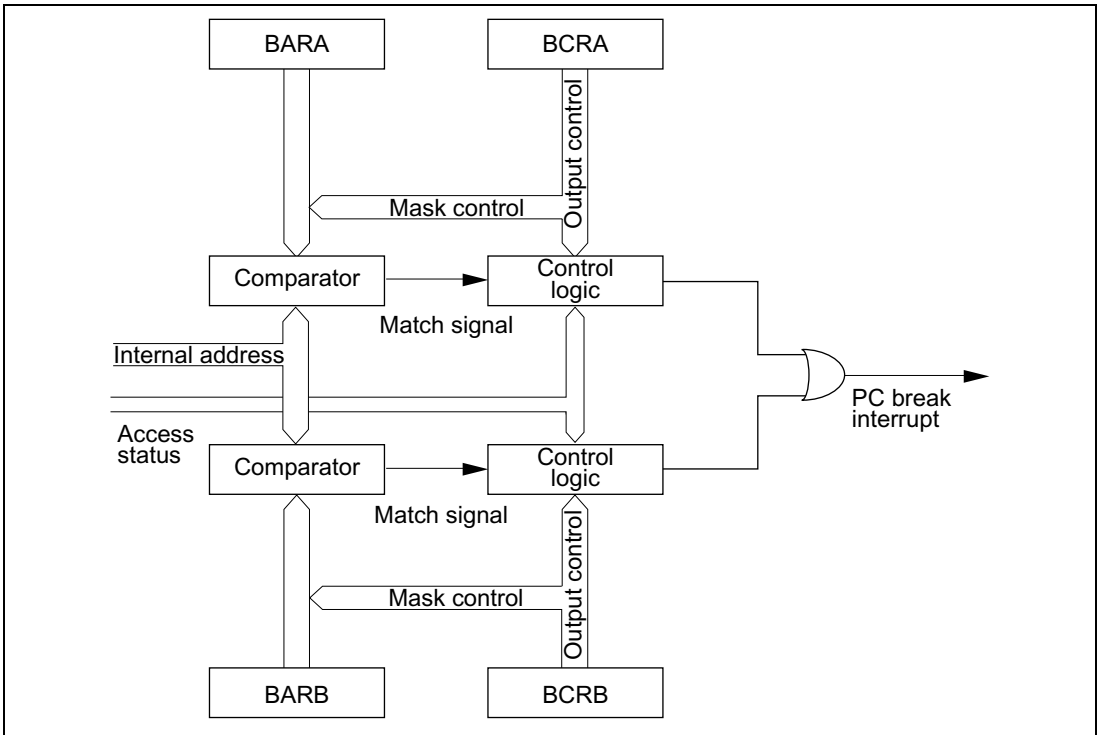 BARA
BCRA
Output control
Mask control
Comparator
Control
logic
Match signal
Internal address
Access
status
PC break
interrupt
Comparator
Control
logic
Match signal
Output control
Mask control
BARB
BCRB